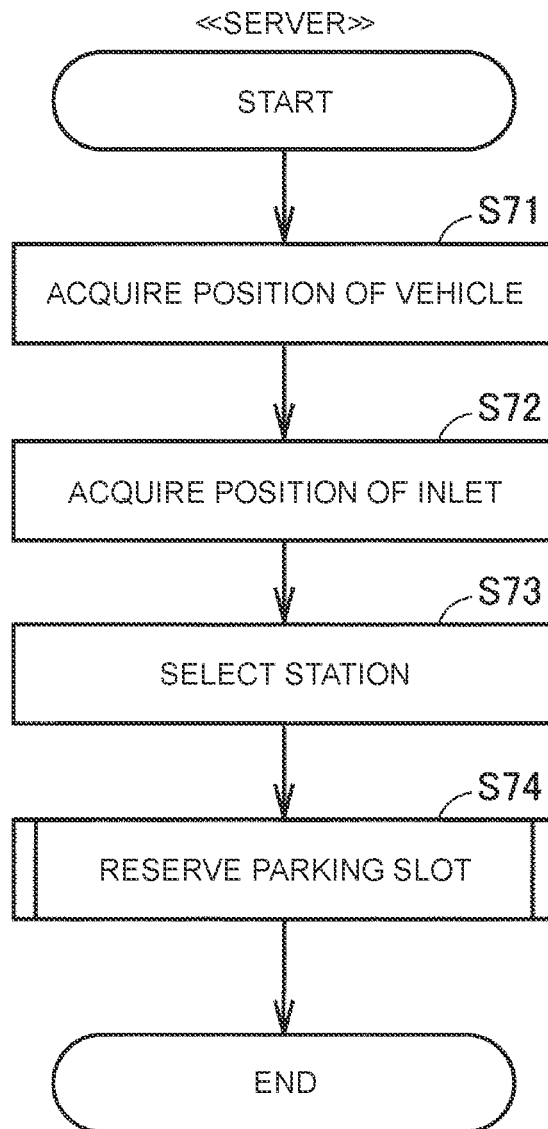 ≪SERVER≫
START
S71
ACQUIRE POSITION OF VEHICLE
S72
ACQUIRE POSITION OF INLET
S73
SELECT STATION
S74
RESERVE PARKING SLOT
END